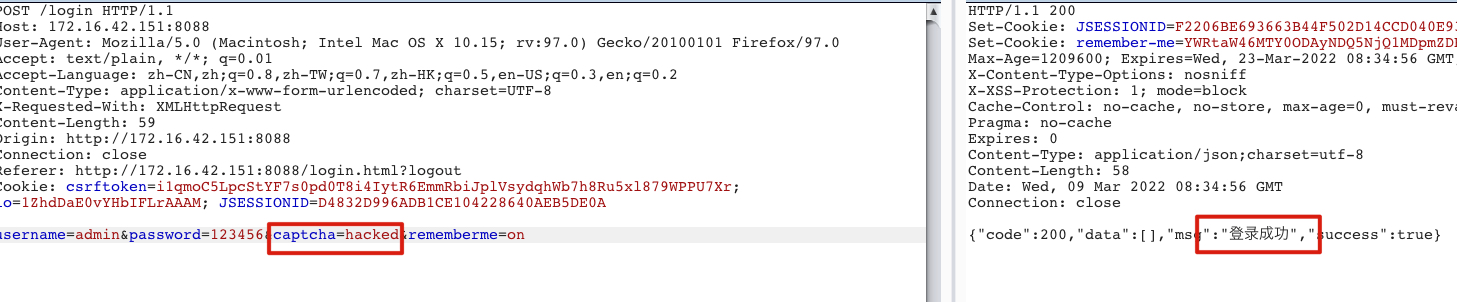 POST /login HTTP/1.1
Host: 172.16.42.151:8088
User-Agent: Mozilla/5.0 (Macintosh; Intel Mac OS X 10.15; rv:97.0) Gecko/20100101 Firefox/97.0
Accept: text/plain, */*; q=0.01
Accept-Language: zh-CN,zh;q=0.8,zh-TW;q=0.7,zh-HK;q=0.5,en-US;q=0.3,en;q=0.2
Content-Type: application/x-www-form-urlencoded; charset=UTF-8
X-Requested-With: XMLHttpRequest
Content-Length: 59
Origin: http://172.16.42.151:8088
Connection: close
Referer: http://172.16.42.151:8088/login.html?logout
Cookie: csrftoken=i1qmoC5LpcStYF7s0pd0T8i4IytR6EmmRbiJplVsydqhWb7h8Ru5xl879WPPU7Xr;
io=1ZhdDaE0vYHbIFLrAAAM; JSESSIONID=D4832D996ADB1CE104228640AEB5DE0A
username=admin&password=123456&captcha=hacked&rememberme=on
HTTP/1.1 200
Set-Cookie: JSESSIONID=F2206BE693663B44F502D14CCD040E93
Set-Cookie: remember-me=YWRtaW46MTY0ODAyNDQ5NjQ1MDpmZDI
Max-Age=1209600; Expires=Wed, 23-Mar-2022 08:34:56 GMT;
X-Content-Type-Options: nosniff
X-XSS-Protection: 1; mode=block
Cache-Control: no-cache, no-store, max-age=0, must-reva
Pragma: no-cache
Expires: 0
Content-Type: application/json;charset=utf-8
Content-Length: 58
Date: Wed, 09 Mar 2022 08:34:56 GMT
Connection: close
{"code":200,"data":[],"msg":"登录成功","success":true}